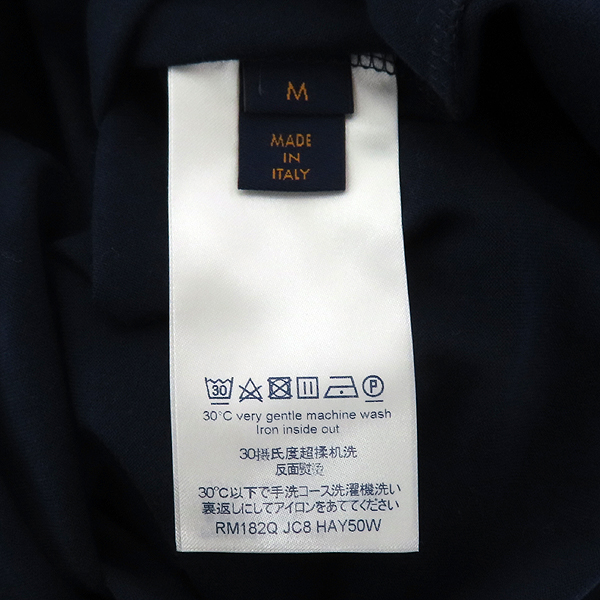 M
MADE
IN
ITALY
30 P
30°C very gentle machine wash
Iron inside out
30摄氏度超揉机洗
反面熨烫
30℃以下で手洗コース洗濯機洗い
裏返しにしてアイロンをあててください
RM182Q JC8 HAY50W